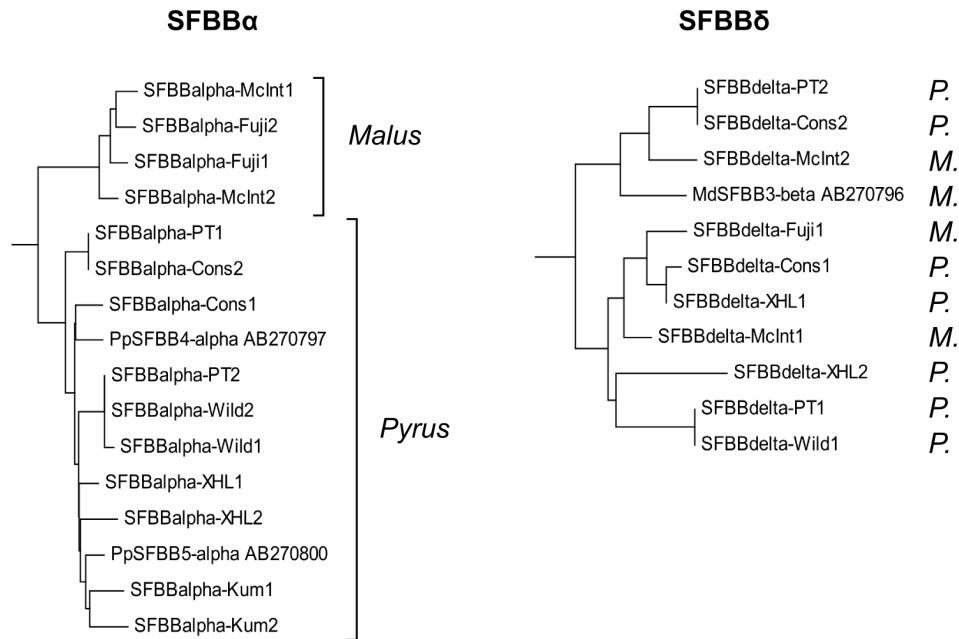 SFBBα
SFBBalpha-McInt1
SFBBalpha-Fuji2
SFBBalpha-Fuji1
SFBBalpha-McInt2
Malus
SFBBalpha-PT1
SFBBalpha-Cons2
SFBBalpha-Cons1
PpSFBB4-alpha AB270797
SFBBalpha-PT2
SFBBalpha-Wild2
SFBBalpha-Wild1
SFBBalpha-XHL1
SFBBalpha-XHL2
PpSFBB5-alpha AB270800
SFBBalpha-Kum1
SFBBalpha-Kum2
Pyrus
SFBBδ
SFBBdelta-PT2 P.
SFBBdelta-Cons2 P.
SFBBdelta-McInt2 M.
MdSFBB3-beta AB270796 M.
SFBBdelta-Fuji1 M.
SFBBdelta-Cons1 P.
SFBBdelta-XHL1 P.
SFBBdelta-McInt1 M.
SFBBdelta-XHL2 P.
SFBBdelta-PT1 P.
SFBBdelta-Wild1 P.